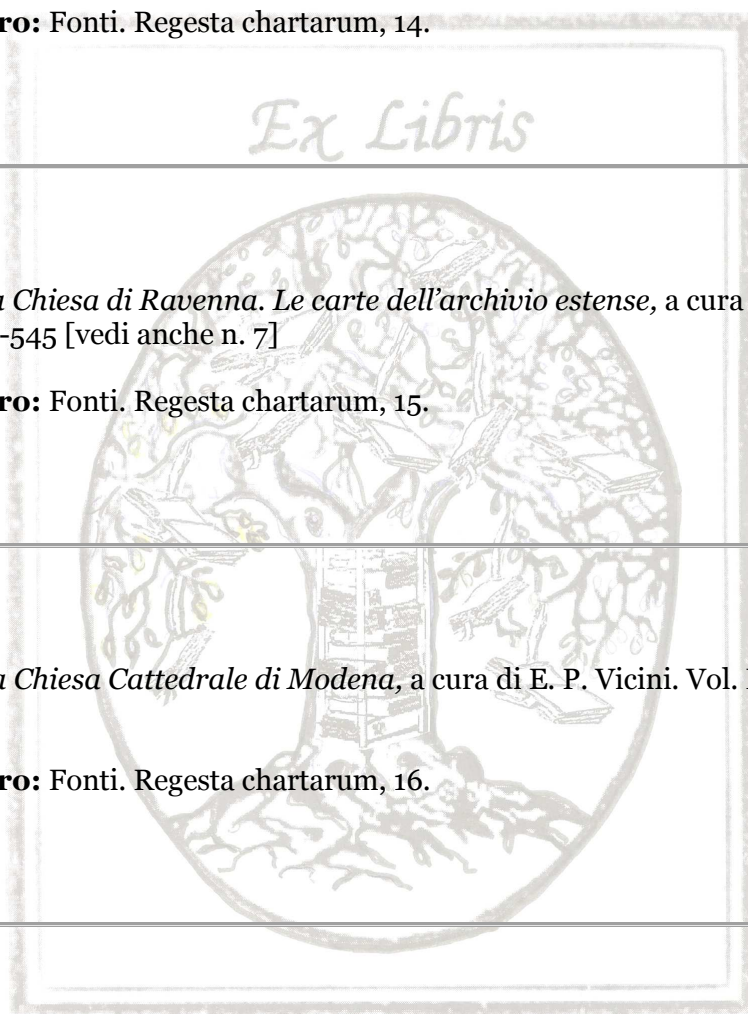 ro: Fonti. Regesta chartarum, 14.
Ex Libris
a Chiesa di Ravenna. Le carte dell’archivio estense, a cura
-545 [vedi anche n. 7]
ro: Fonti. Regesta chartarum, 15.
a Chiesa Cattedrale di Modena, a cura di E. P. Vicini. Vol.
ro: Fonti. Regesta chartarum, 16.